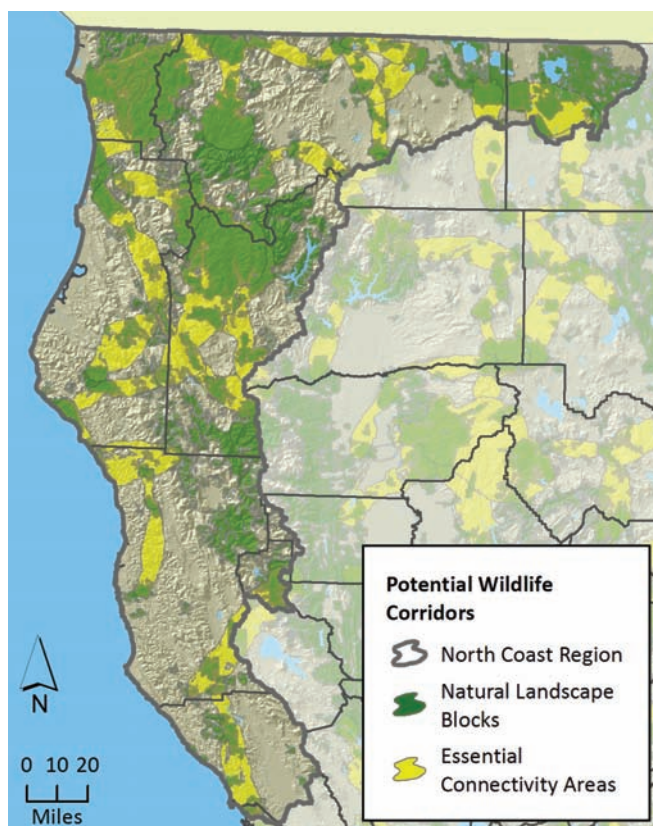 Potential Wildlife
Corridors
North Coast Region
Natural Landscape
Blocks
Essential
Connectivity Areas
N
0 10 20
Miles